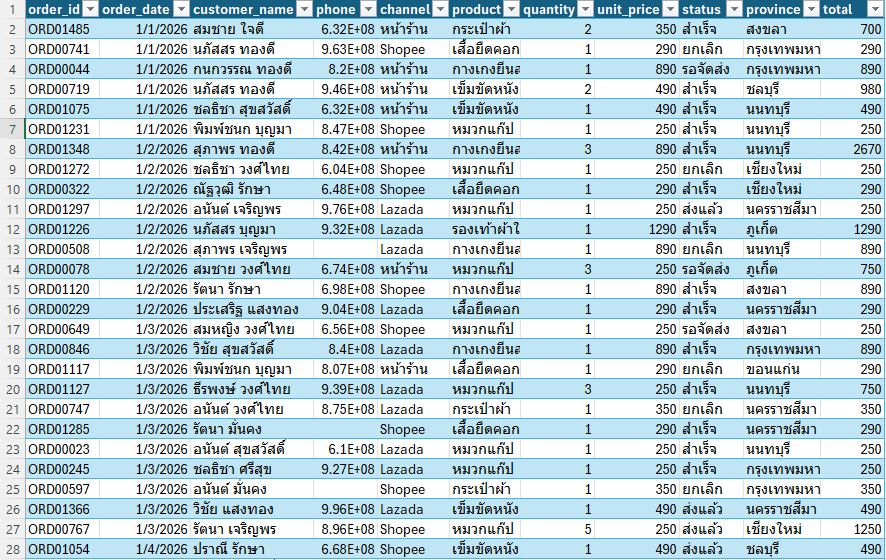 1 order_id order_date customer_name phone channel product quantity unit_price status province total
2 ORD01485 1/1/2026 สมชาย ใจดี 6.32E+08 หน้าร้าน กระเป๋าผ้า 2 350 สำเร็จ สงขลา 700
3 ORD00741 1/1/2026 นภัสสร ทองดี 9.63E+08 Shopee เสื้อยืดคอก 1 290 ยกเลิก กรุงเทพมหา 290
4 ORD00044 1/1/2026 กนกวรรณ ทองดี 8.2E+08 หน้าร้าน กางเกงยีนส 1 890 รอจัดส่ง กรุงเทพมหา 890
5 ORD00719 1/1/2026 นภัสสร ทองดี 9.46E+08 หน้าร้าน เข็มขัดหนัง 2 490 สำเร็จ ชลบุรี 980
6 ORD01075 1/1/2026 ชลธิชา สุขสวัสดิ์ 6.32E+08 หน้าร้าน เข็มขัดหนัง 1 490 สำเร็จ นนทบุรี 490
7 ORD01231 1/1/2026 พิมพ์ชนก บุญมา 8.47E+08 Shopee หมวกแก๊ป 1 250 สำเร็จ นนทบุรี 250
8 ORD01348 1/2/2026 สุภาพร ทองดี 8.42E+08 หน้าร้าน กางเกงยีนส 3 890 สำเร็จ นนทบุรี 2670
9 ORD01272 1/2/2026 ชลธิชา วงศ์ไทย 6.04E+08 Shopee หมวกแก๊ป 1 250 ยกเลิก เชียงใหม่ 250
10 ORD00322 1/2/2026 ณัฐวุฒิ รักษา 6.48E+08 Shopee เสื้อยืดคอก 1 290 สำเร็จ เชียงใหม่ 290
11 ORD01297 1/2/2026 อนันต์ เจริญพร 9.76E+08 Lazada หมวกแก๊ป 1 250 ส่งแล้ว นครราชสีมา 250
12 ORD01226 1/2/2026 นภัสสร บุญมา 9.32E+08 Lazada รองเท้าผ้าใ 1 1290 สำเร็จ ภูเก็ต 1290
13 ORD00508 1/2/2026 สุภาพร เจริญพร Lazada กางเกงยีนส 1 890 ยกเลิก นนทบุรี 890
14 ORD00078 1/2/2026 สมชาย วงศ์ไทย 6.74E+08 หน้าร้าน หมวกแก๊ป 3 250 รอจัดส่ง ภูเก็ต 750
15 ORD01120 1/2/2026 รัตนา รักษา 6.98E+08 Shopee กางเกงยีนส 1 890 สำเร็จ สงขลา 890
16 ORD00229 1/2/2026 ประเสริฐ แสงทอง 9.04E+08 Lazada เสื้อยืดคอก 1 290 สำเร็จ นครราชสีมา 290
17 ORD00649 1/3/2026 สมหญิง วงศ์ไทย 6.56E+08 Shopee หมวกแก๊ป 1 250 รอจัดส่ง สงขลา 250
18 ORD00846 1/3/2026 วิชัย สุขสวัสดิ์ 8.4E+08 Lazada กางเกงยีนส 1 890 สำเร็จ กรุงเทพมหา 890
19 ORD01117 1/3/2026 พิมพ์ชนก บุญมา 8.07E+08 หน้าร้าน เสื้อยืดคอก 1 290 ยกเลิก ขอนแก่น 290
20 ORD01127 1/3/2026 ธีรพงษ์ วงศ์ไทย 9.39E+08 Lazada หมวกแก๊ป 3 250 สำเร็จ นนทบุรี 750
21 ORD00747 1/3/2026 อนันต์ วงศ์ไทย 8.75E+08 Lazada กระเป๋าผ้า 1 350 ยกเลิก นครราชสีมา 350
22 ORD01285 1/3/2026 รัตนา มั่นคง Shopee เสื้อยืดคอก 1 290 สำเร็จ นครราชสีมา 290
23 ORD00023 1/3/2026 อนันต์ สุขสวัสดิ์ 6.1E+08 Lazada หมวกแก๊ป 1 250 สำเร็จ นนทบุรี 250
24 ORD00245 1/3/2026 ชลธิชา ศรีสุข 9.27E+08 Lazada หมวกแก๊ป 1 250 สำเร็จ กรุงเทพมหา 250
25 ORD00597 1/3/2026 อนันต์ มั่นคง Shopee กระเป๋าผ้า 1 350 ยกเลิก กรุงเทพมหา 350
26 ORD01366 1/3/2026 วิชัย แสงทอง 9.96E+08 Lazada เข็มขัดหนัง 1 490 ส่งแล้ว นครราชสีมา 490
27 ORD00767 1/3/2026 รัตนา เจริญพร 8.96E+08 Shopee หมวกแก๊ป 5 250 ส่งแล้ว เชียงใหม่ 1250
28 ORD01054 1/4/2026 ปราณี รักษา 6.68E+08 Shopee เข็มขัดหนัง 1 490 ส่งแล้ว ชลบุรี 490